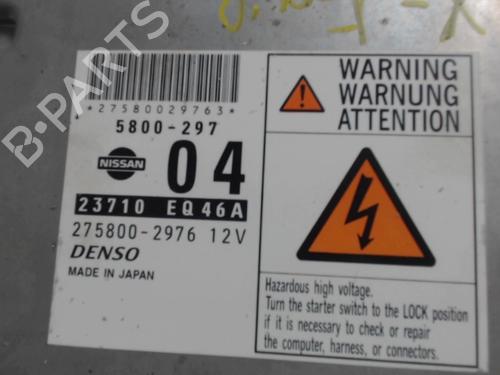 B-PARTS
*27580029763*
5800-297
NISSAN
04
23710 EQ46A
275800-2976 12V
DENSO
MADE IN JAPAN
WARNING
WARNUNG
ATTENTION
Hazardous high voltage.
Turn the starter switch to the LOCK position
if it is necessary to check or repair
the computer, harness, or connectors.